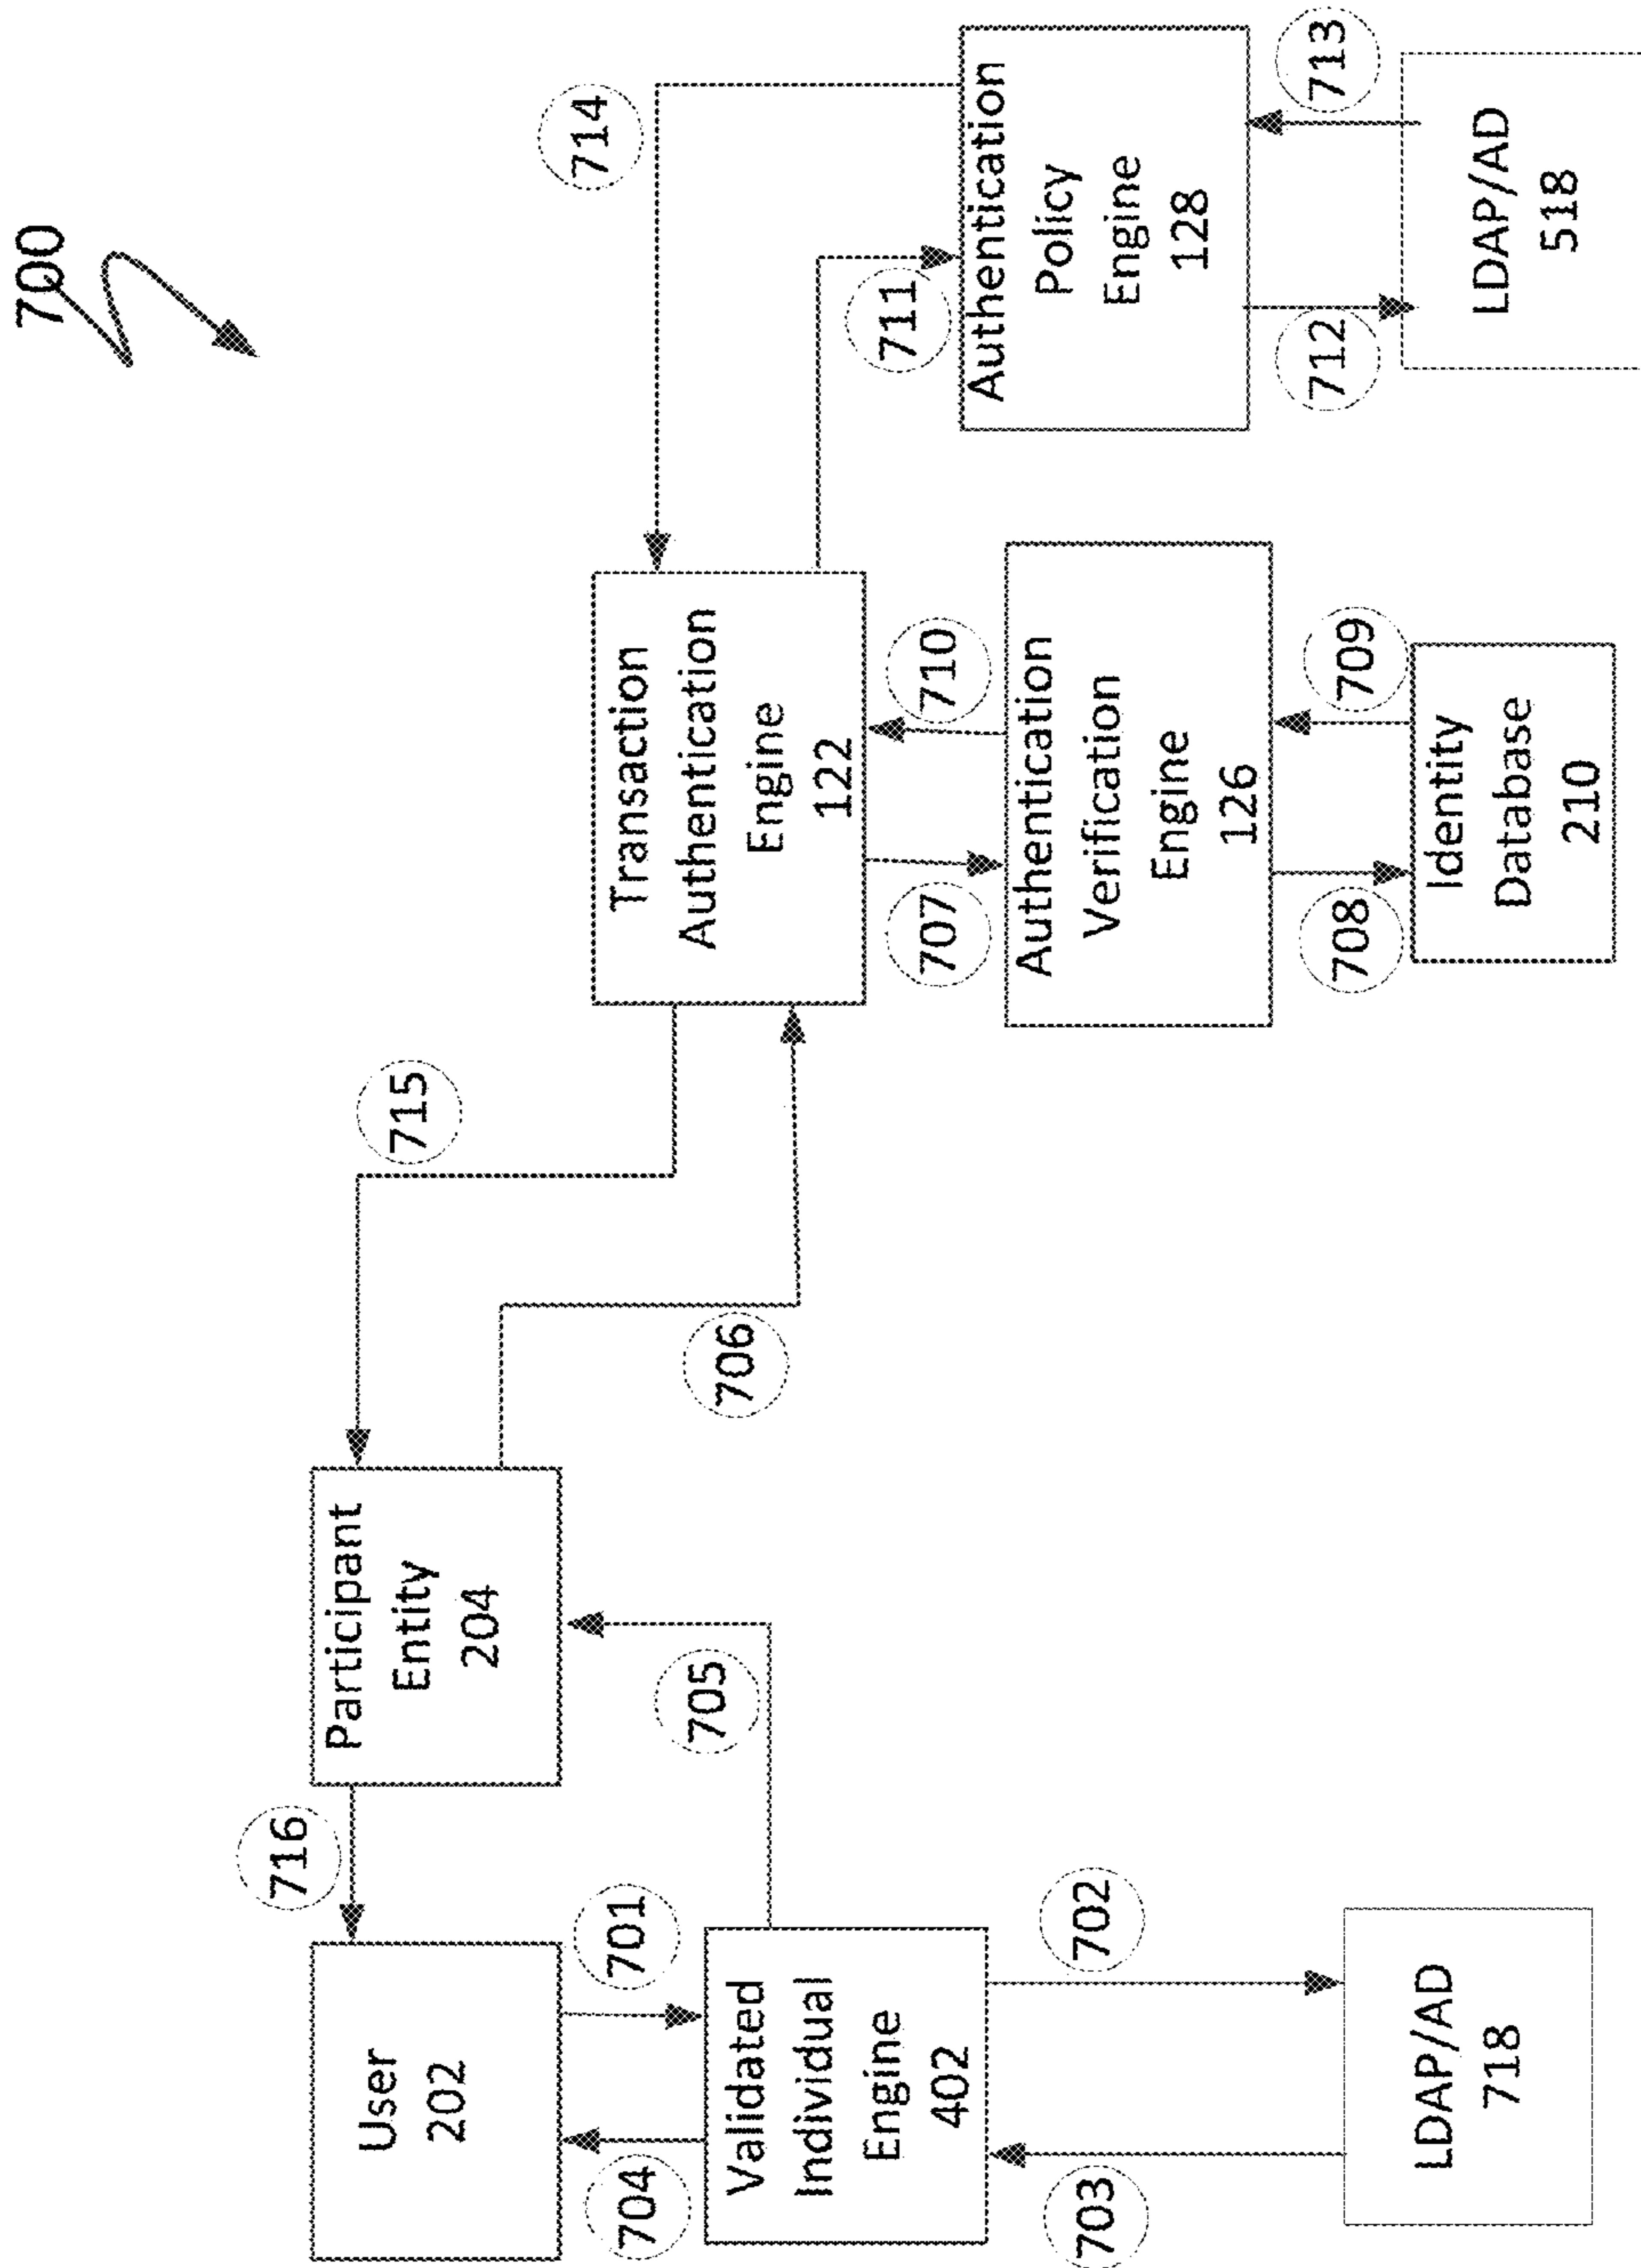 700
User
202
716
Participant
Entity
204
715
714
701
704
Validated
Individual
Engine
402
705
706
Transaction
Authentication
Engine
122
711
702
703
707
710
Authentication
Verification
Engine
126
Authentication
Policy
Engine
128
LDAP/AD
718
708
709
Identity
Database
210
712
713
LDAP/AD
518